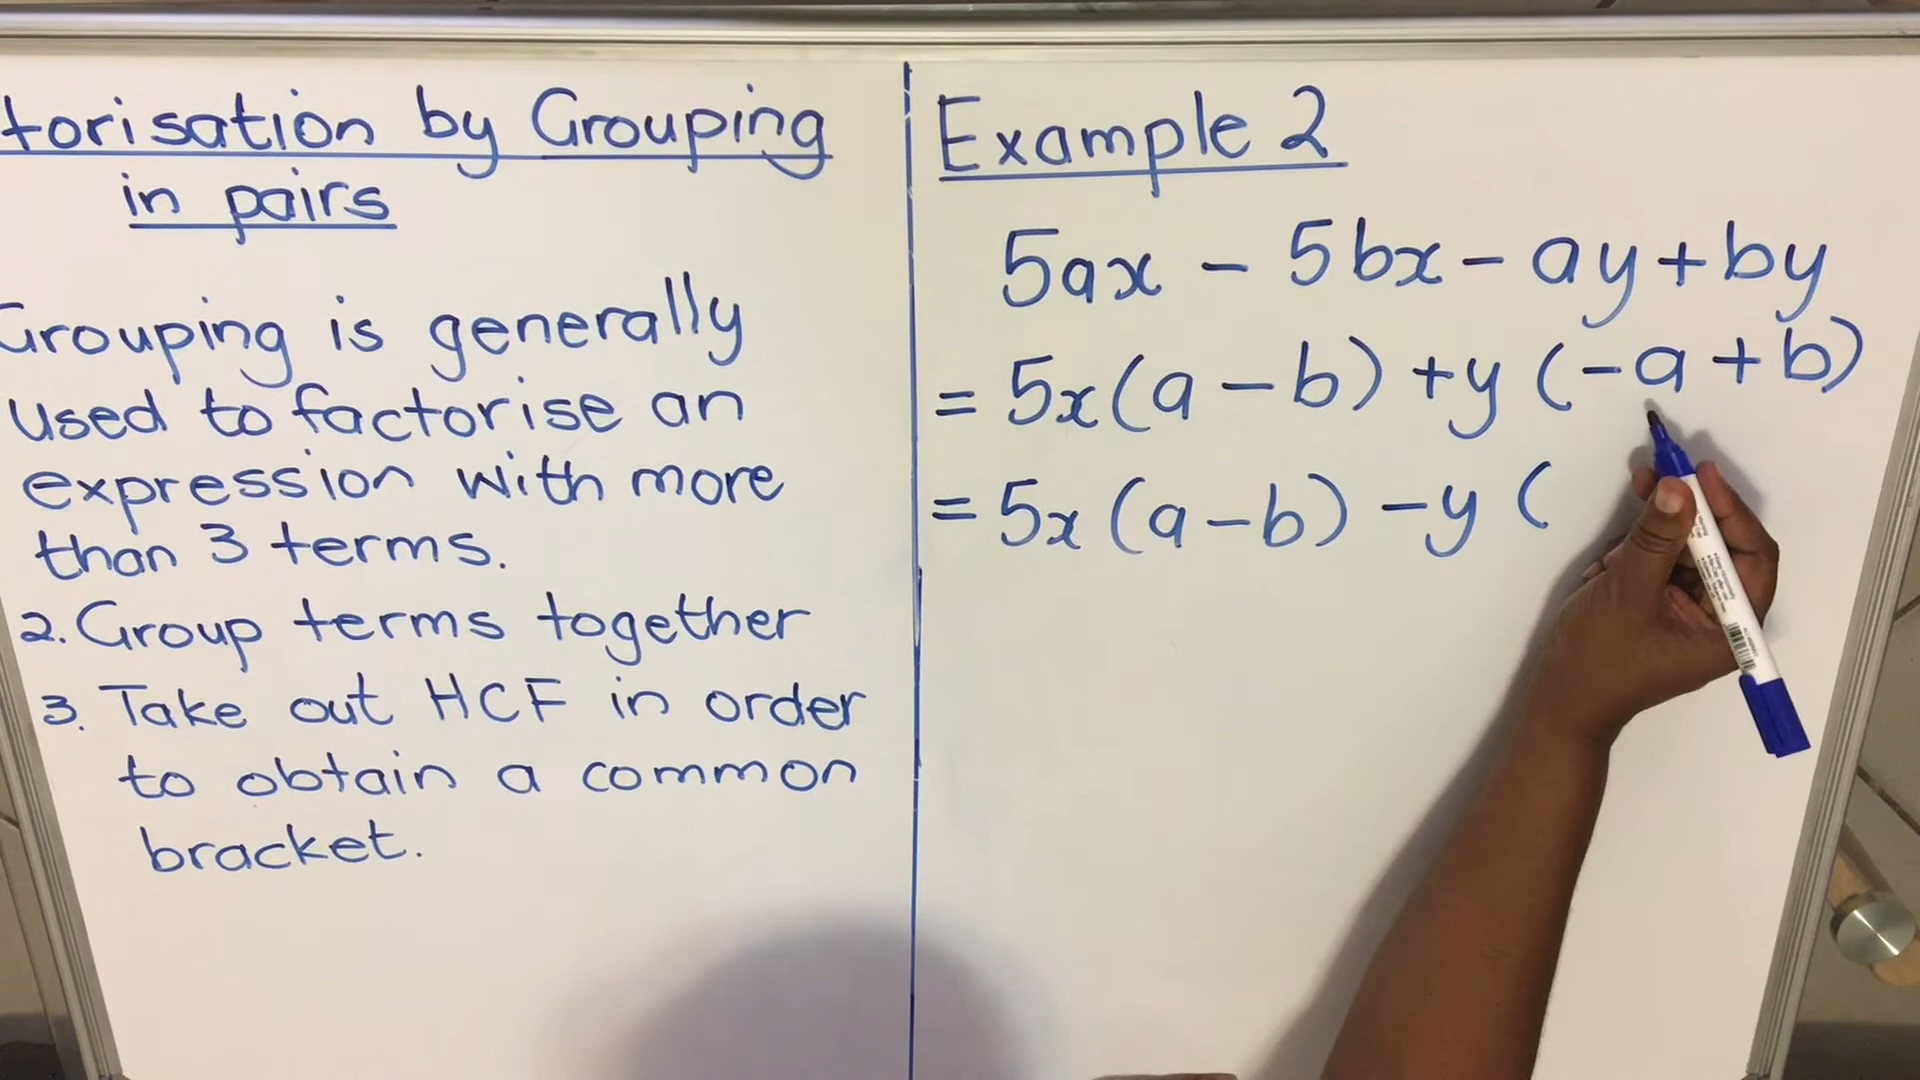 torisation by Grouping
in pairs
Grouping is generally
used to factorise an
expression with more
than 3 terms.
2. Group terms together
3. Take out HCF in order
to obtain a common
bracket.
Example 2
5ax - 5bx - ay + by
= 5x(a - b) + y (-a + b)
= 5x (a - b) - y (